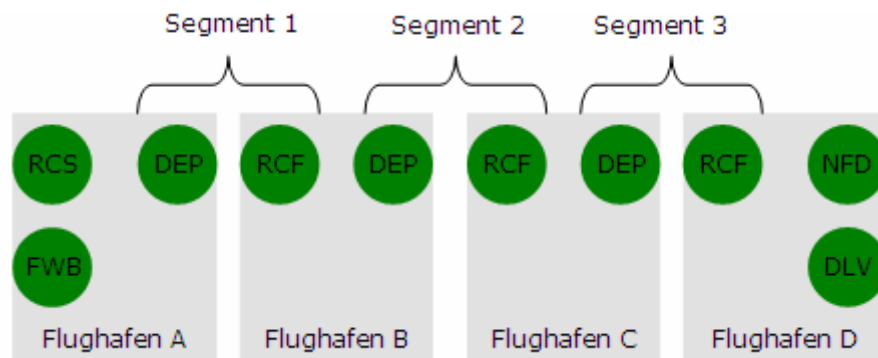 Segment 1
Segment 2
Segment 3
RCS
DEP
RCF
DEP
RCF
DEP
RCF
NFD
FWB
DLV
Flughafen A
Flughafen B
Flughafen C
Flughafen D